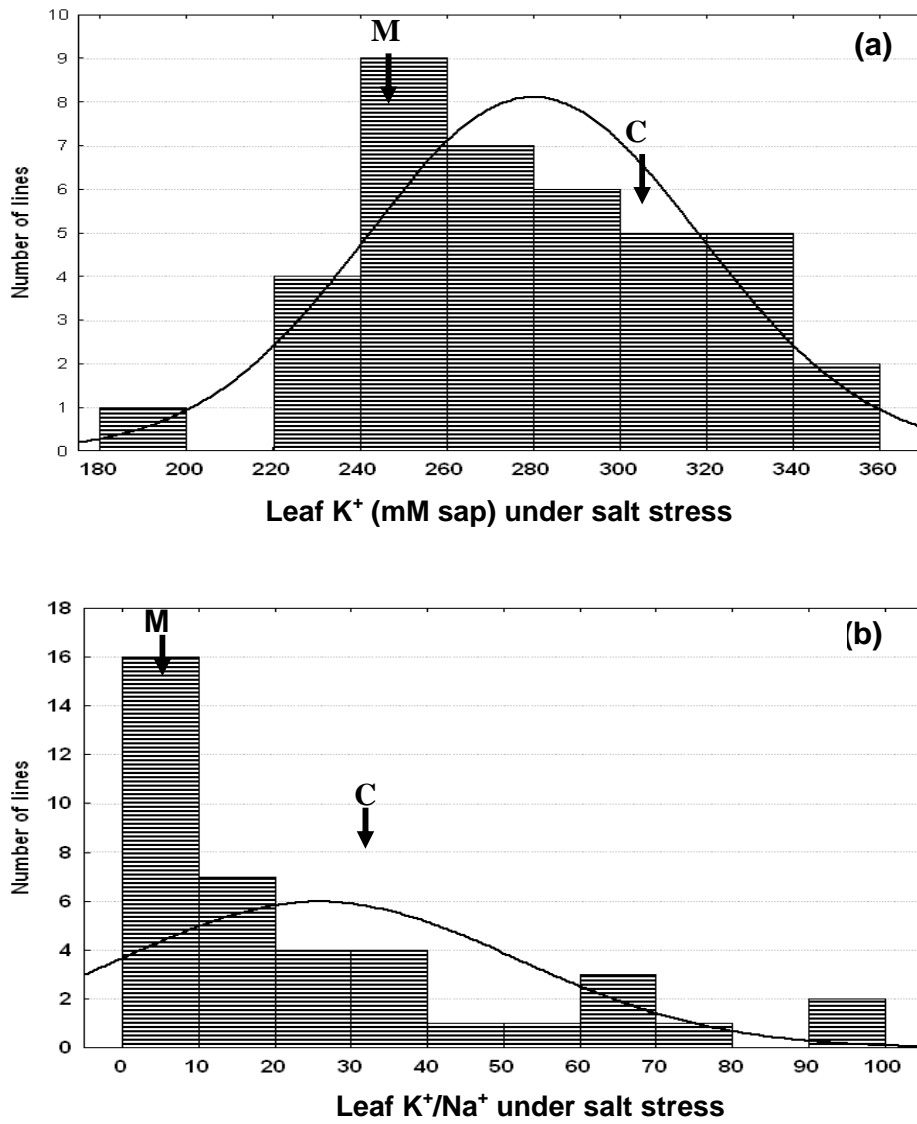 10
9
8
7
6
5
4
3
2
1
0
Number of lines
M
C
(a)
180 200 220 240 260 280 300 320 340 360
Leaf K⁺ (mM sap) under salt stress
18
16
14
12
10
8
6
4
2
0
Number of lines
M
C
(b)
0 10 20 30 40 50 60 70 80 90 100
Leaf K⁺/Na⁺ under salt stress